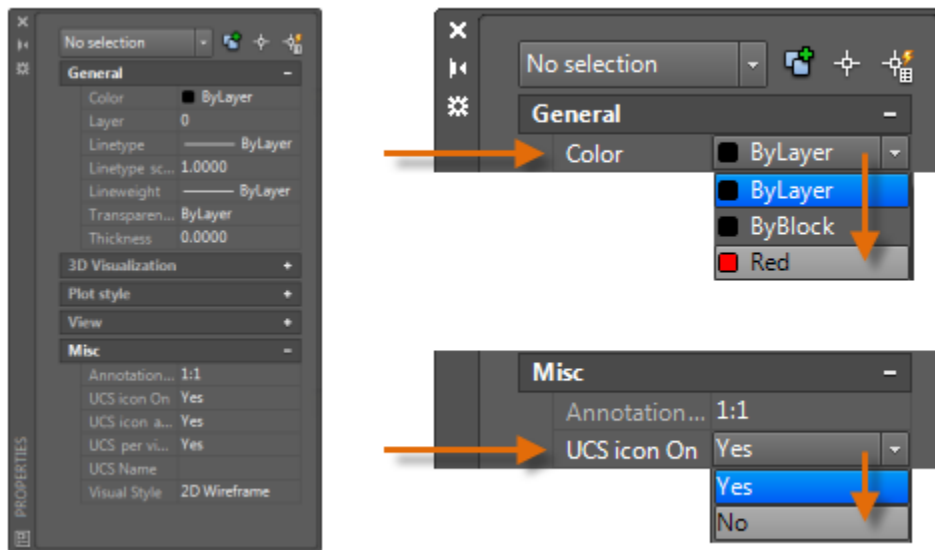 No selection
General
Color ByLayer
Layer 0
Linetype ByLayer
Linetype sc... 1.0000
Lineweight ByLayer
Transparen... ByLayer
Thickness 0.0000
3D Visualization
Plot style
View
Misc
Annotation... 1:1
UCS icon On Yes
UCS icon a... Yes
UCS per vi... Yes
UCS Name
Visual Style 2D Wireframe
PROPERTIES
No selection
General
Color ByLayer
ByLayer
ByBlock
Red
Misc
Annotation... 1:1
UCS icon On Yes
Yes
No